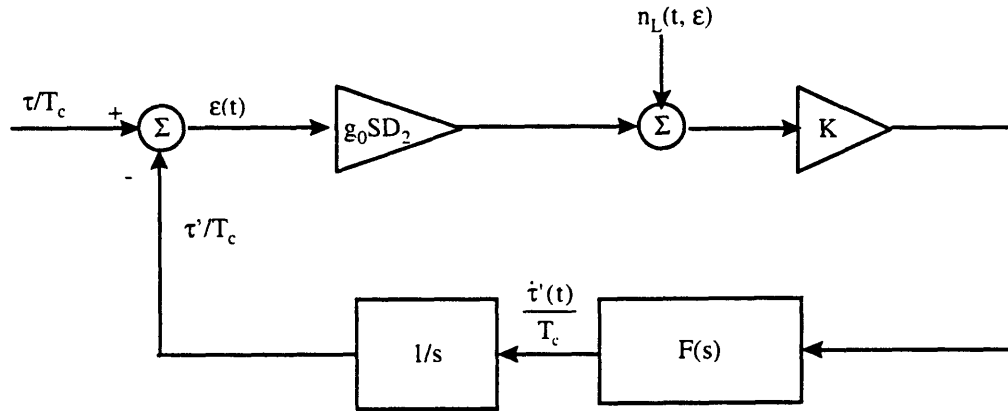 n_L(t, ε)
τ/T_c
+
Σ
ε(t)
g_0SD_2
Σ
K
-
τ'/T_c
1/s
τ̇'(t)
T_c
F(s)